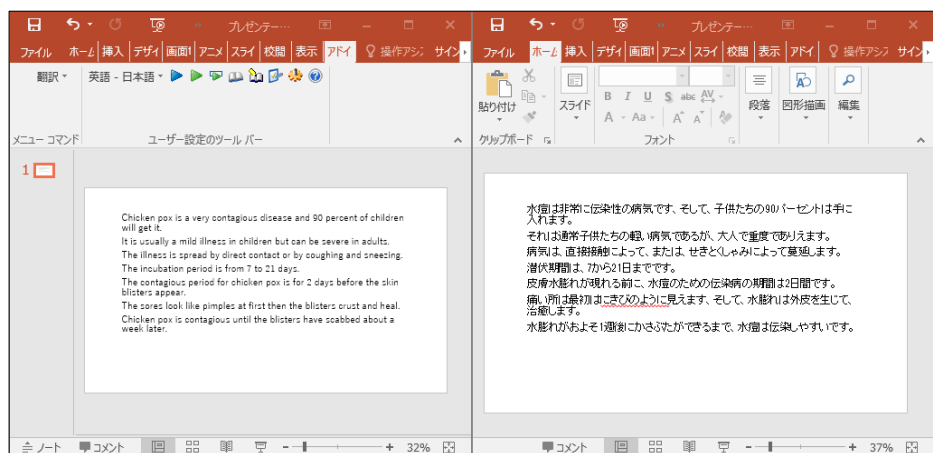 プレゼンテー…
ファイル ホーム 挿入 デザイ 画面 アニメ スライ 校閲 表示 アドイ 操作アシ サイン
翻訳 英語 - 日本語
メニュー コマンド ユーザー設定のツール バー
1
Chicken pox is a very contagious disease and 90 percent of children
will get it.
It is usually a mild illness in children but can be severe in adults.
The illness is spread by direct contact or by coughing and sneezing.
The incubation period is from 7 to 21 days.
The contagious period for chicken pox is for 2 days before the skin
blisters appear.
The sores look like pimples at first then the blisters crust and heal.
Chicken pox is contagious until the blisters have scabbed about a
week later.
ノート コメント 32%
プレゼンテー…
ファイル ホーム 挿入 デザイ 画面 アニメ スライ 校閲 表示 アドイ 操作アシ サイン
貼り付け スライド B I U S abc AV 段落 図形描画 編集
A Aa A A
クリップボード フォント
水痘は非常に伝染性の病気です、そして、子供たちの90パーセントは手に
入れます。
それは通常子供たちの軽い病気であるが、大人で重度でありえます。
病気は、直接接触によって、または、せきとくしゃみによって蔓延します。
潜伏期間は、7から21日までです。
皮膚水膨れが現れる前に、水痘のための伝染病の期間は2日間です。
痛い所は最初はにきびのように見えます、そして、水膨れは外皮を生じて、
治癒します。
水膨れがおよそ1週後にかさぶたができるまで、水痘は伝染しやすいです。
コメント 37%